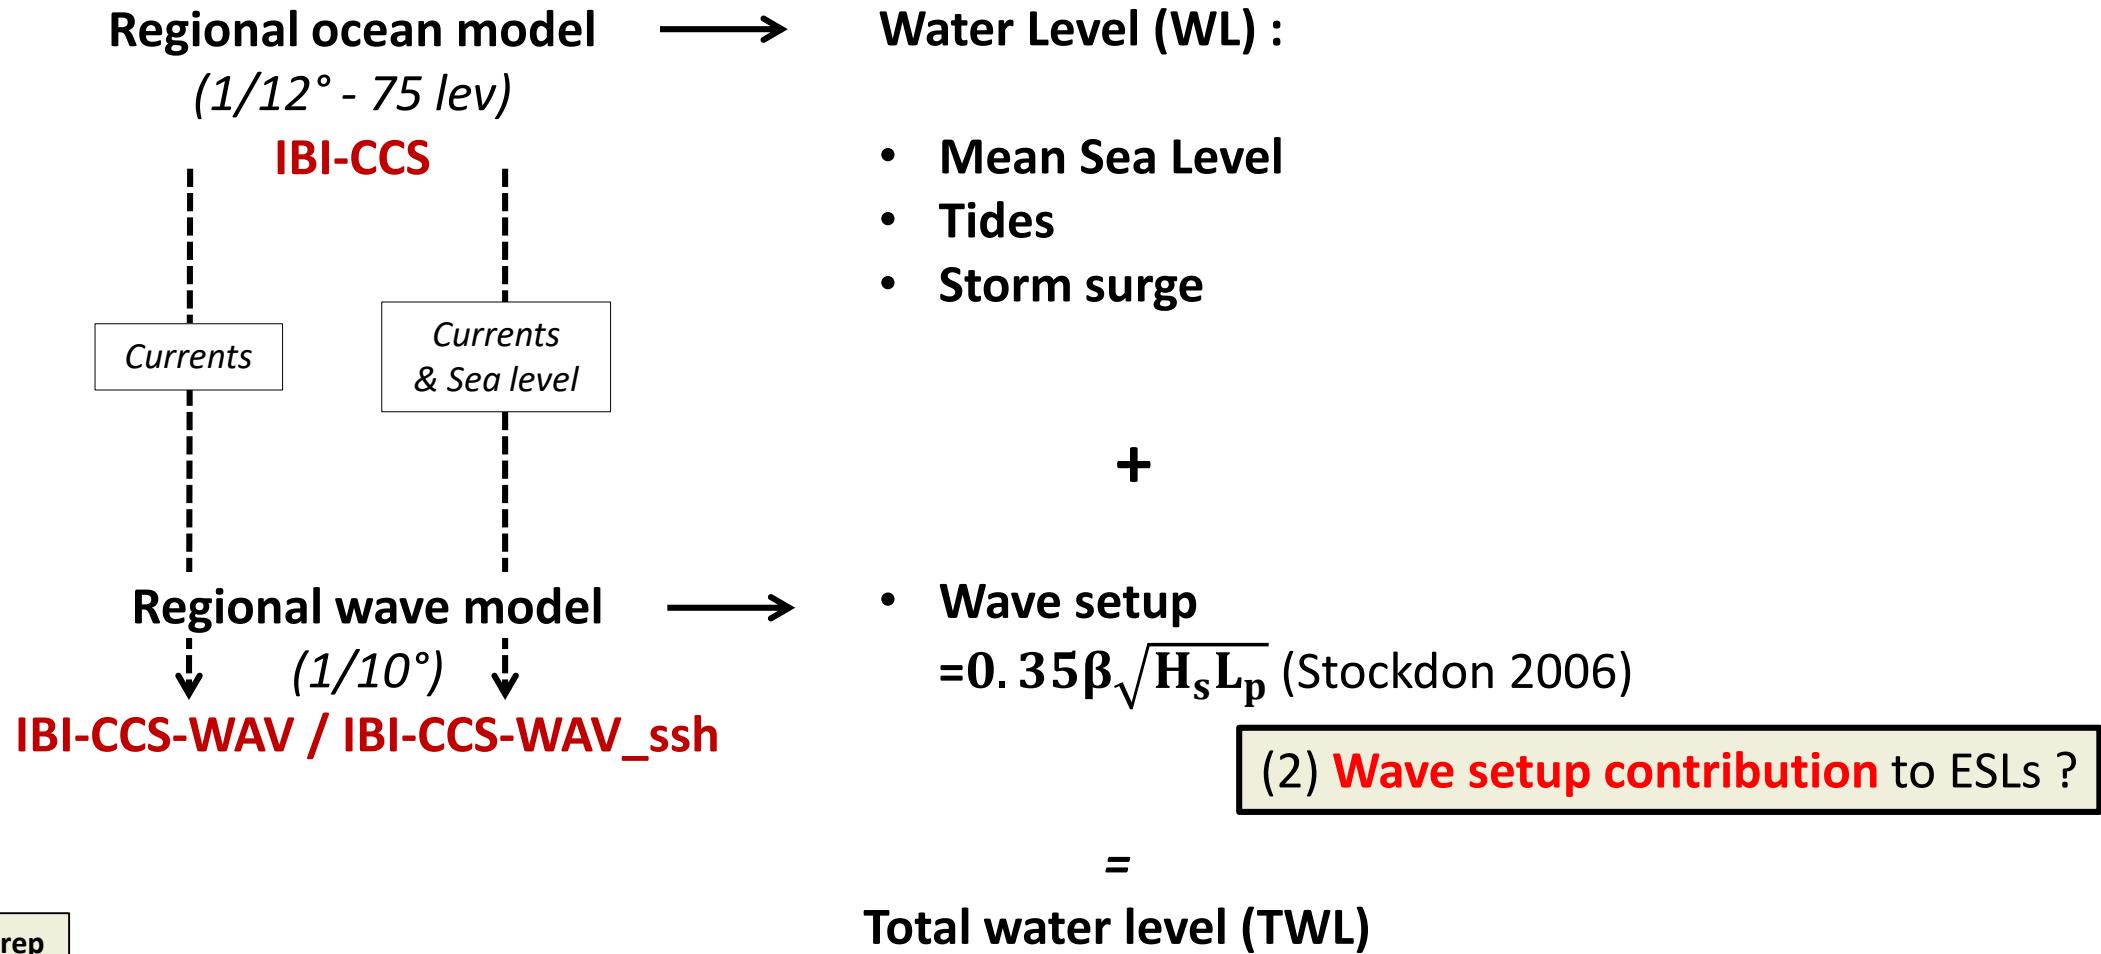 Regional ocean model
(1/12° - 75 lev)
IBI-CCS
Currents
Currents
& Sea level
Regional wave model
(1/10°)
IBI-CCS-WAV / IBI-CCS-WAV_ssh
Water Level (WL) :
• Mean Sea Level
• Tides
• Storm surge
+
• Wave setup
=0.35β√HsLp (Stockdon 2006)
(2) Wave setup contribution to ESLs ?
=
Total water level (TWL)
rep